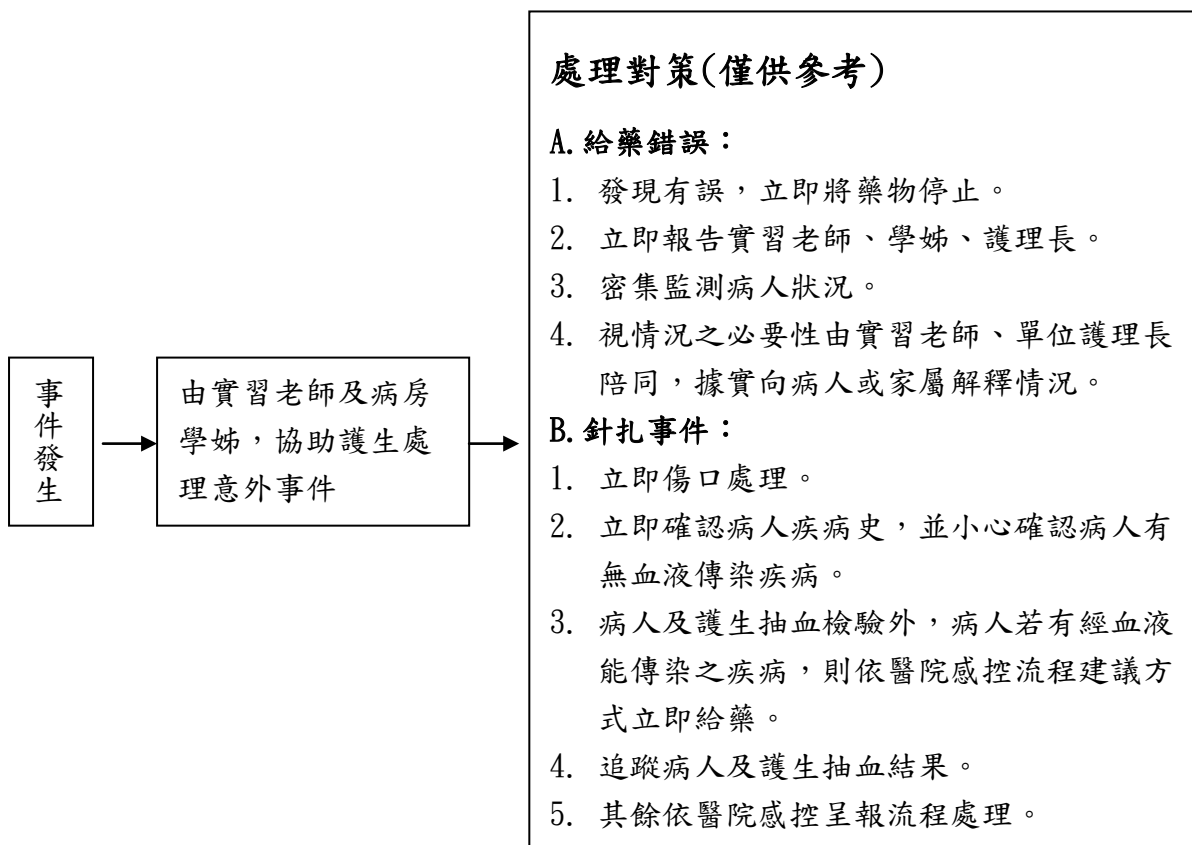 事件發生
由實習老師及病房
學姊，協助護生處
理意外事件
處理對策(僅供參考)
A.給藥錯誤：
1. 發現有誤，立即將藥物停止。
2. 立即報告實習老師、學姊、護理長。
3. 密集監測病人狀況。
4. 視情況之必要性由實習老師、單位護理長
陪同，據實向病人或家屬解釋情況。
B.針扎事件：
1. 立即傷口處理。
2. 立即確認病人疾病史，並小心確認病人有
無血液傳染疾病。
3. 病人及護生抽血檢驗外，病人若有經血液
能傳染之疾病，則依醫院感控流程建議方
式立即給藥。
4. 追蹤病人及護生抽血結果。
5. 其餘依醫院感控呈報流程處理。